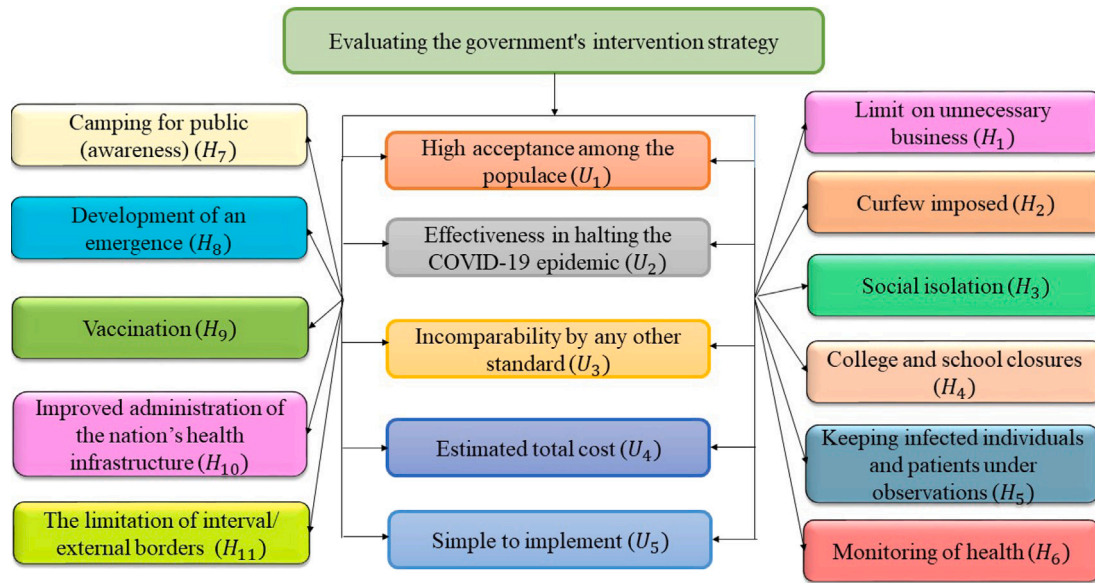 Evaluating the government's intervention strategy
Camping for public
(awareness) (H₇)
Development of an
emergence (H₈)
Vaccination (H₉)
Improved administration of
the nation’s health
infrastructure (H₁₀)
The limitation of interval/
external borders (H₁₁)
High acceptance among the
populace (U₁)
Effectiveness in halting the
COVID-19 epidemic (U₂)
Incomparability by any other
standard (U₃)
Estimated total cost (U₄)
Simple to implement (U₅)
Limit on unnecessary
business (H₁)
Curfew imposed (H₂)
Social isolation (H₃)
College and school closures
(H₄)
Keeping infected individuals
and patients under
observations (H₅)
Monitoring of health (H₆)